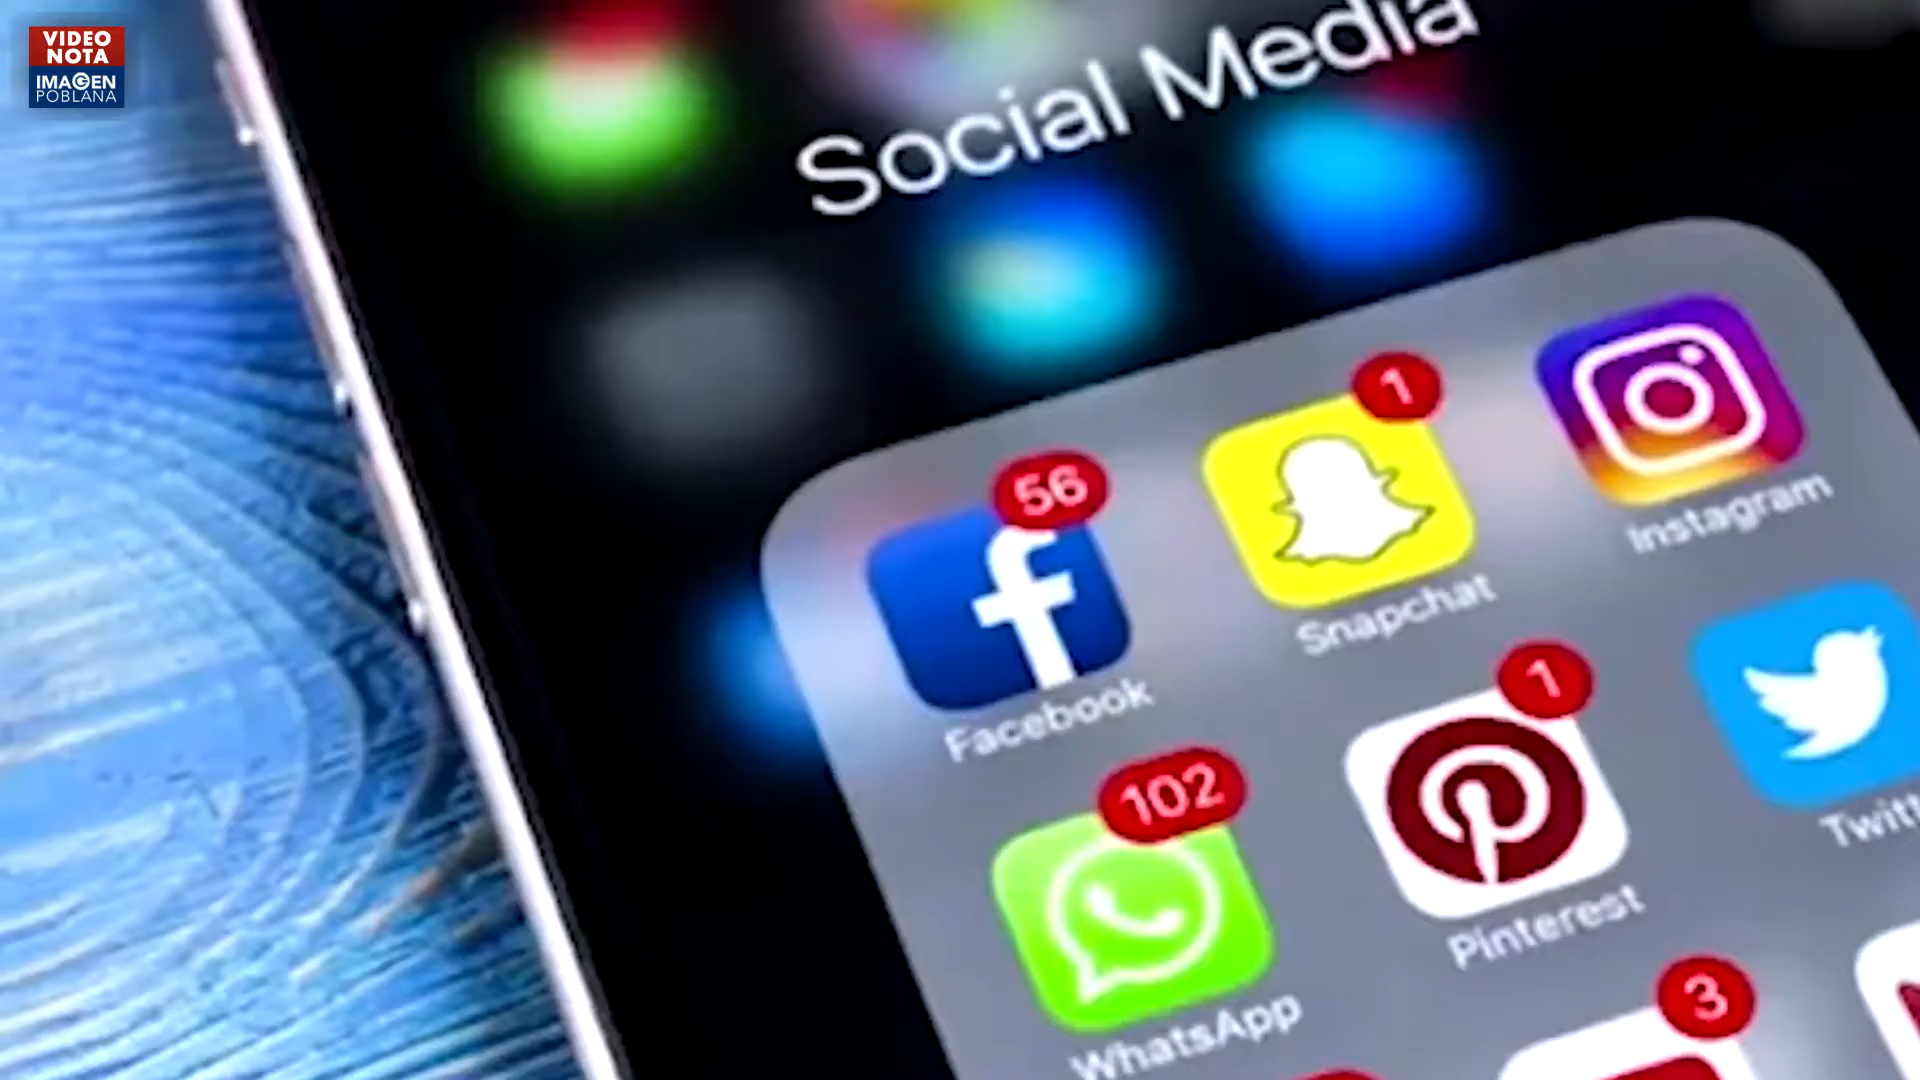 VIDEO
NOTA
IMAGEN
POBLANA
Social Media
1
56
Instagram
Snapchat
Facebook
1
102
Pinterest
WhatsApp
3